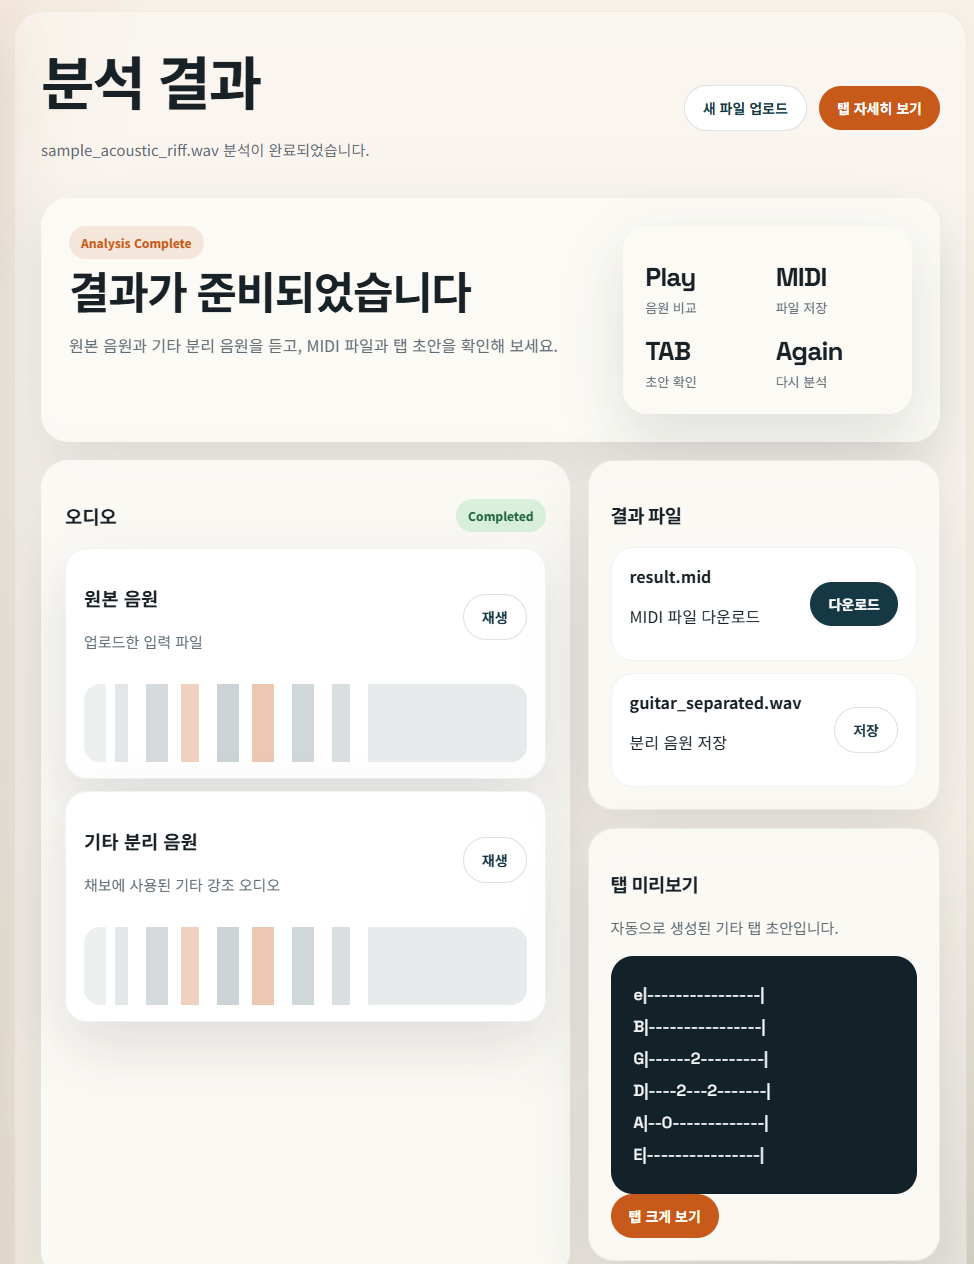 분석 결과
sample_acoustic_riff.wav 분석이 완료되었습니다.
새 파일 업로드
탭 자세히 보기
Analysis Complete
결과가 준비되었습니다
원본 음원과 기타 분리 음원을 듣고, MIDI 파일과 탭 초안을 확인해 보세요.
Play
음원 비교
MIDI
파일 저장
TAB
초안 확인
Again
다시 분석
오디오
Completed
원본 음원
업로드한 입력 파일
재생
기타 분리 음원
채보에 사용된 기타 강조 오디오
재생
결과 파일
result.mid
MIDI 파일 다운로드
다운로드
guitar_separated.wav
분리 음원 저장
저장
탭 미리보기
자동으로 생성된 기타 탭 초안입니다.
e|----------------|
B|----------------|
G|------2---------|
D|----2---2-------|
A|--0-------------|
E|----------------|
탭 크게 보기